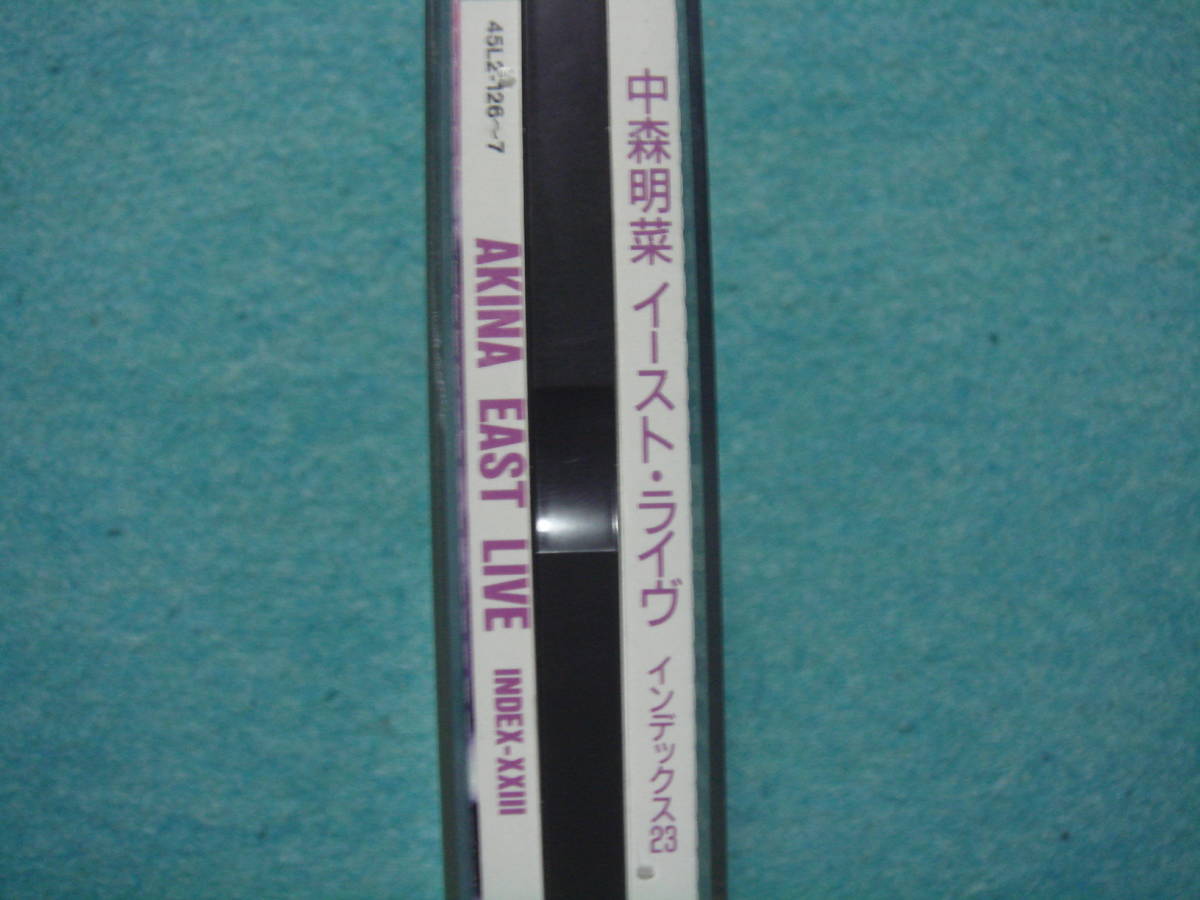 45L2-126~7 AKINA EAST LIVE INDEX-XXIII
中森明菜 イースト・ライヴ インデックス23